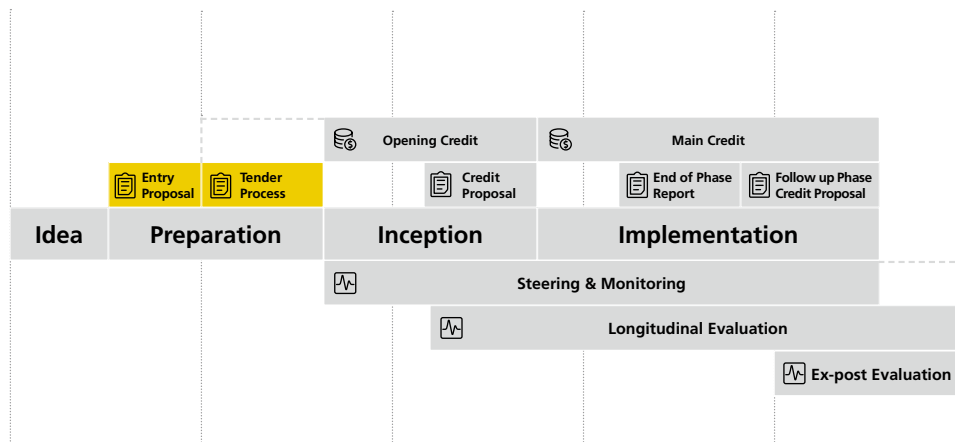 Opening Credit
Main Credit
Entry
Proposal
Tender
Process
Credit
Proposal
End of Phase
Report
Follow up Phase
Credit Proposal
Idea
Preparation
Inception
Implementation
Steering & Monitoring
Longitudinal Evaluation
Ex-post Evaluation